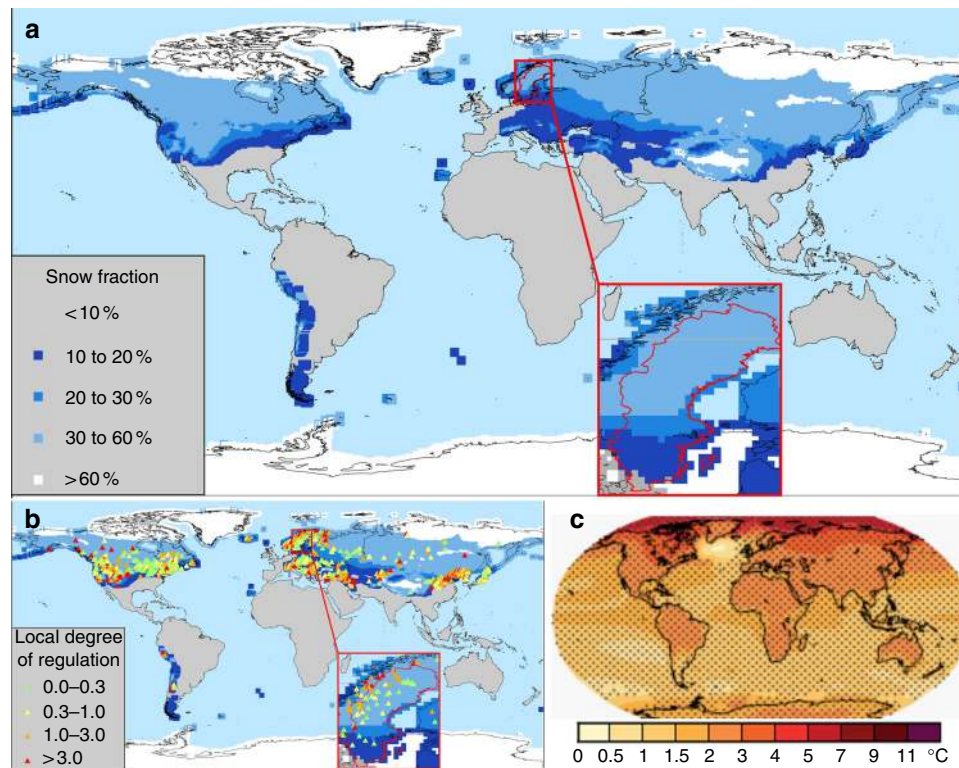 a
Snow fraction
<10 %
10 to 20 %
20 to 30 %
30 to 60 %
>60 %
b
Local degree
of regulation
0.0–0.3
0.3–1.0
1.0–3.0
>3.0
c
0 0.5 1 1.5 2 3 4 5 7 9 11 °C